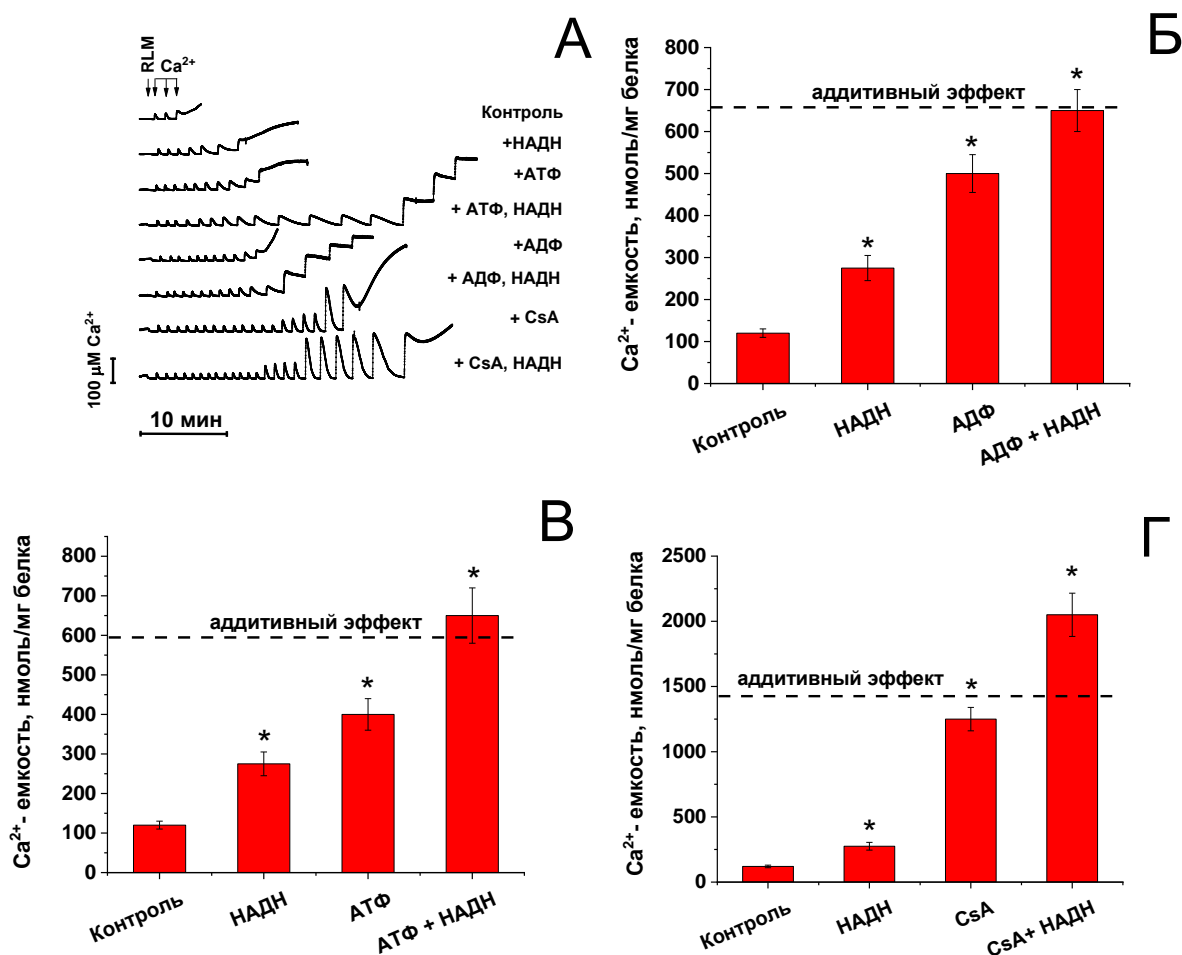 А
RLM
Ca²⁺
Контроль
+НАДН
+АТФ
+ АТФ, НАДН
+АДФ
+ АДФ, НАДН
+ CsA
+ CsA, НАДН
100 µM Ca²⁺
10 мин
Б
Ca²⁺- емкость, нмоль/мг белка
800
700
600
500
400
300
200
100
0
аддитивный эффект
*
*
*
Контроль
НАДН
АДФ
АДФ + НАДН
В
Ca²⁺- емкость, нмоль/мг белка
800
700
600
500
400
300
200
100
0
аддитивный эффект
*
*
*
Контроль
НАДН
АТФ
АТФ + НАДН
Г
Ca²⁺- емкость, нмоль/мг белка
2500
2000
1500
1000
500
0
аддитивный эффект
*
*
*
Контроль
НАДН
CsA
CsA+ НАДН